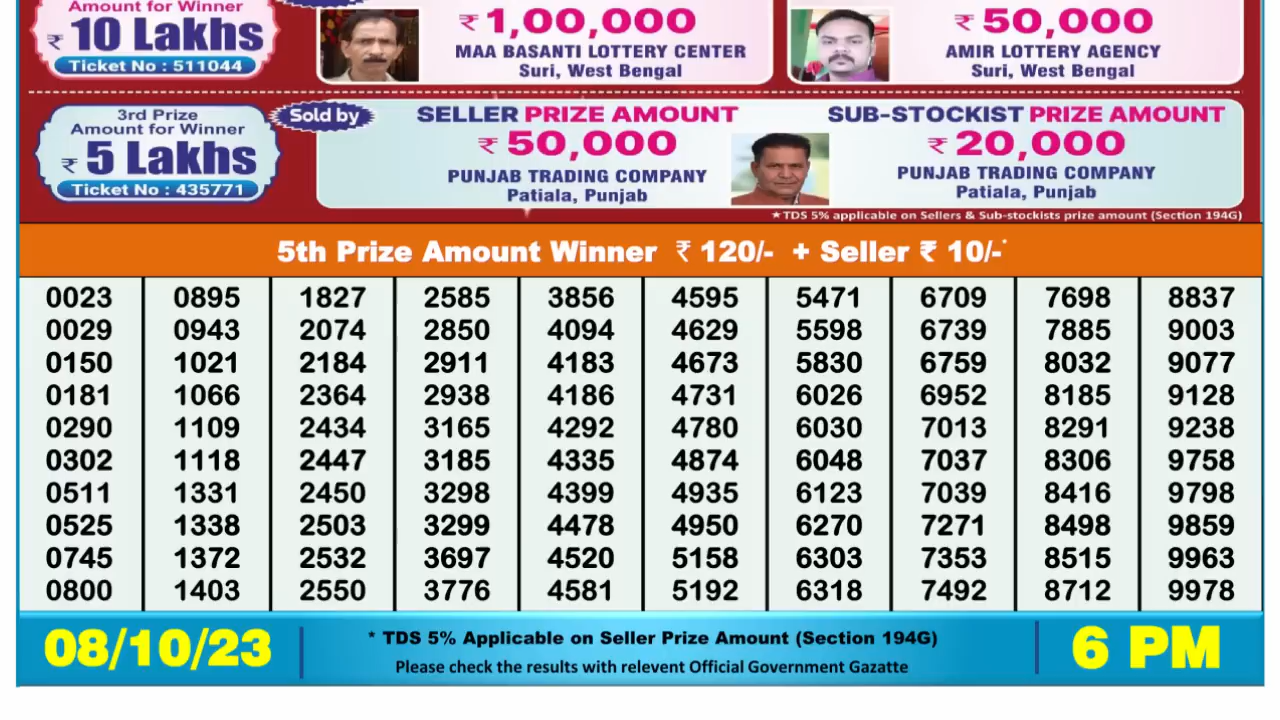 Amount for Winner
₹ 10 Lakhs
Ticket No : 511044
₹ 1,00,000
MAA BASANTI LOTTERY CENTER
Suri, West Bengal
₹ 50,000
AMIR LOTTERY AGENCY
Suri, West Bengal
3rd Prize
Amount for Winner
₹ 5 Lakhs
Ticket No : 435771
Sold by
SELLER PRIZE AMOUNT
₹ 50,000
PUNJAB TRADING COMPANY
Patiala, Punjab
SUB-STOCKIST PRIZE AMOUNT
₹ 20,000
PUNJAB TRADING COMPANY
Patiala, Punjab
★TDS 5% applicable on Sellers & Sub-stockists prize amount (Section 194G)
5th Prize Amount Winner ₹ 120/- + Seller ₹ 10/-*
0023 0895 1827 2585 3856 4595 5471 6709 7698 8837
0029 0943 2074 2850 4094 4629 5598 6739 7885 9003
0150 1021 2184 2911 4183 4673 5830 6759 8032 9077
0181 1066 2364 2938 4186 4731 6026 6952 8185 9128
0290 1109 2434 3165 4292 4780 6030 7013 8291 9238
0302 1118 2447 3185 4335 4874 6048 7037 8306 9758
0511 1331 2450 3298 4399 4935 6123 7039 8416 9798
0525 1338 2503 3299 4478 4950 6270 7271 8498 9859
0745 1372 2532 3697 4520 5158 6303 7353 8515 9963
0800 1403 2550 3776 4581 5192 6318 7492 8712 9978
08/10/23
* TDS 5% Applicable on Seller Prize Amount (Section 194G)
Please check the results with relevent Official Government Gazatte
6 PM